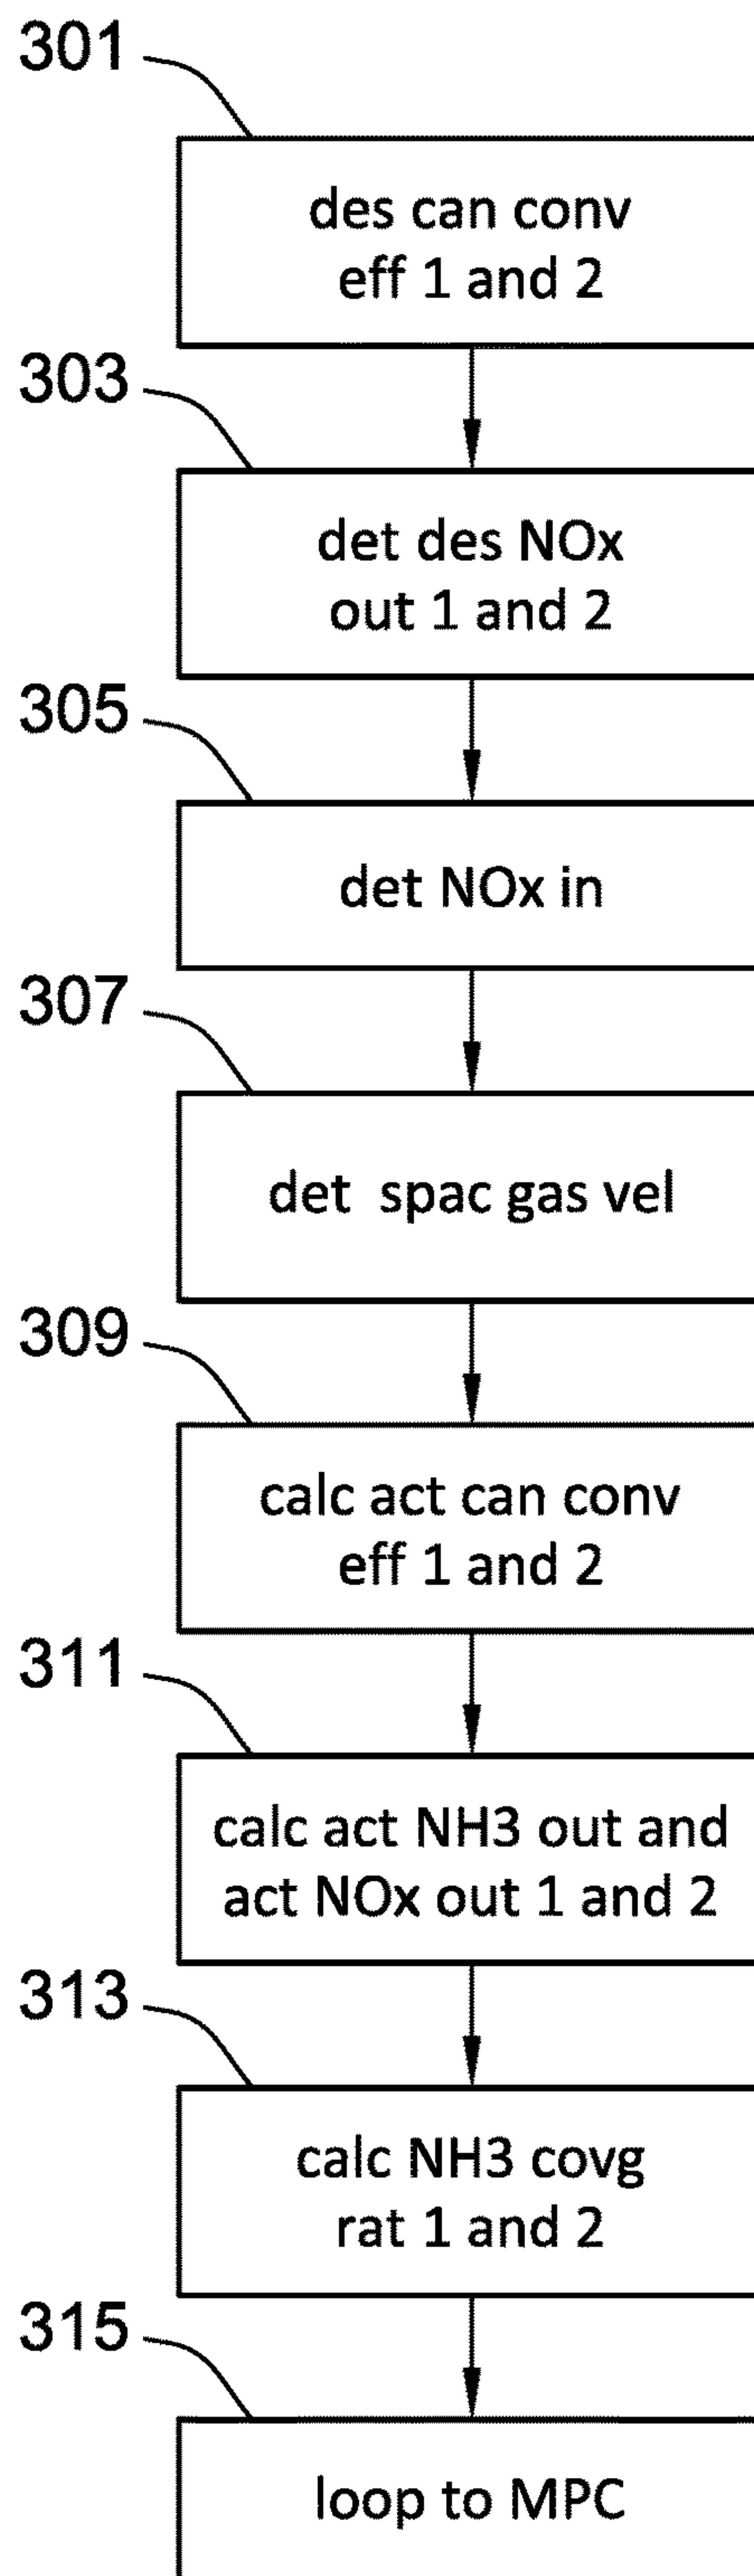 301
des can conv
eff 1 and 2
303
det des NOx
out 1 and 2
305
det NOx in
307
det spac gas vel
309
calc act can conv
eff 1 and 2
311
calc act NH3 out and
act NOx out 1 and 2
313
calc NH3 covg
rat 1 and 2
315
loop to MPC